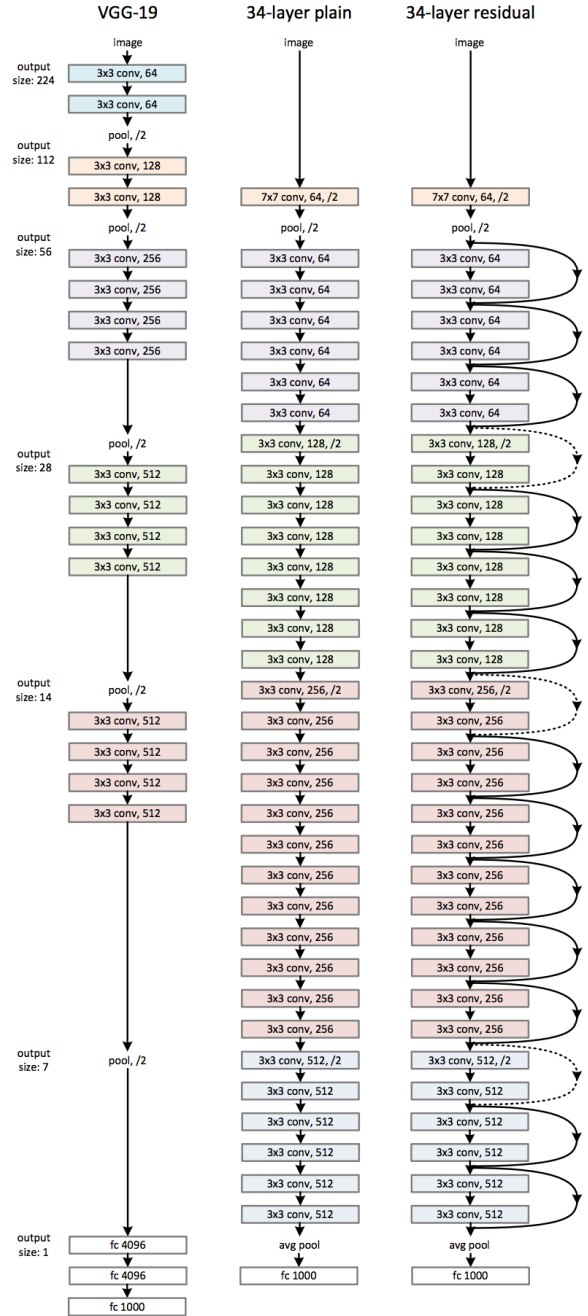 VGG-19
34-layer plain
34-layer residual
output
size: 224
output
size: 112
output
size: 56
output
size: 28
output
size: 14
output
size: 7
output
size: 1
image
3x3 conv, 64
3x3 conv, 64
pool, /2
3x3 conv, 128
3x3 conv, 128
pool, /2
3x3 conv, 256
3x3 conv, 256
3x3 conv, 256
3x3 conv, 256
pool, /2
3x3 conv, 512
3x3 conv, 512
3x3 conv, 512
3x3 conv, 512
pool, /2
3x3 conv, 512
3x3 conv, 512
3x3 conv, 512
3x3 conv, 512
pool, /2
fc 4096
fc 4096
fc 1000
image
7x7 conv, 64, /2
pool, /2
3x3 conv, 64
3x3 conv, 64
3x3 conv, 64
3x3 conv, 64
3x3 conv, 64
3x3 conv, 64
3x3 conv, 128, /2
3x3 conv, 128
3x3 conv, 128
3x3 conv, 128
3x3 conv, 128
3x3 conv, 128
3x3 conv, 128
3x3 conv, 128
3x3 conv, 256, /2
3x3 conv, 256
3x3 conv, 256
3x3 conv, 256
3x3 conv, 256
3x3 conv, 256
3x3 conv, 256
3x3 conv, 256
3x3 conv, 256
3x3 conv, 256
3x3 conv, 256
3x3 conv, 256
3x3 conv, 512, /2
3x3 conv, 512
3x3 conv, 512
3x3 conv, 512
3x3 conv, 512
3x3 conv, 512
avg pool
fc 1000
image
7x7 conv, 64, /2
pool, /2
3x3 conv, 64
3x3 conv, 64
3x3 conv, 64
3x3 conv, 64
3x3 conv, 64
3x3 conv, 64
3x3 conv, 128, /2
3x3 conv, 128
3x3 conv, 128
3x3 conv, 128
3x3 conv, 128
3x3 conv, 128
3x3 conv, 128
3x3 conv, 128
3x3 conv, 256, /2
3x3 conv, 256
3x3 conv, 256
3x3 conv, 256
3x3 conv, 256
3x3 conv, 256
3x3 conv, 256
3x3 conv, 256
3x3 conv, 256
3x3 conv, 256
3x3 conv, 256
3x3 conv, 256
3x3 conv, 512, /2
3x3 conv, 512
3x3 conv, 512
3x3 conv, 512
3x3 conv, 512
3x3 conv, 512
avg pool
fc 1000